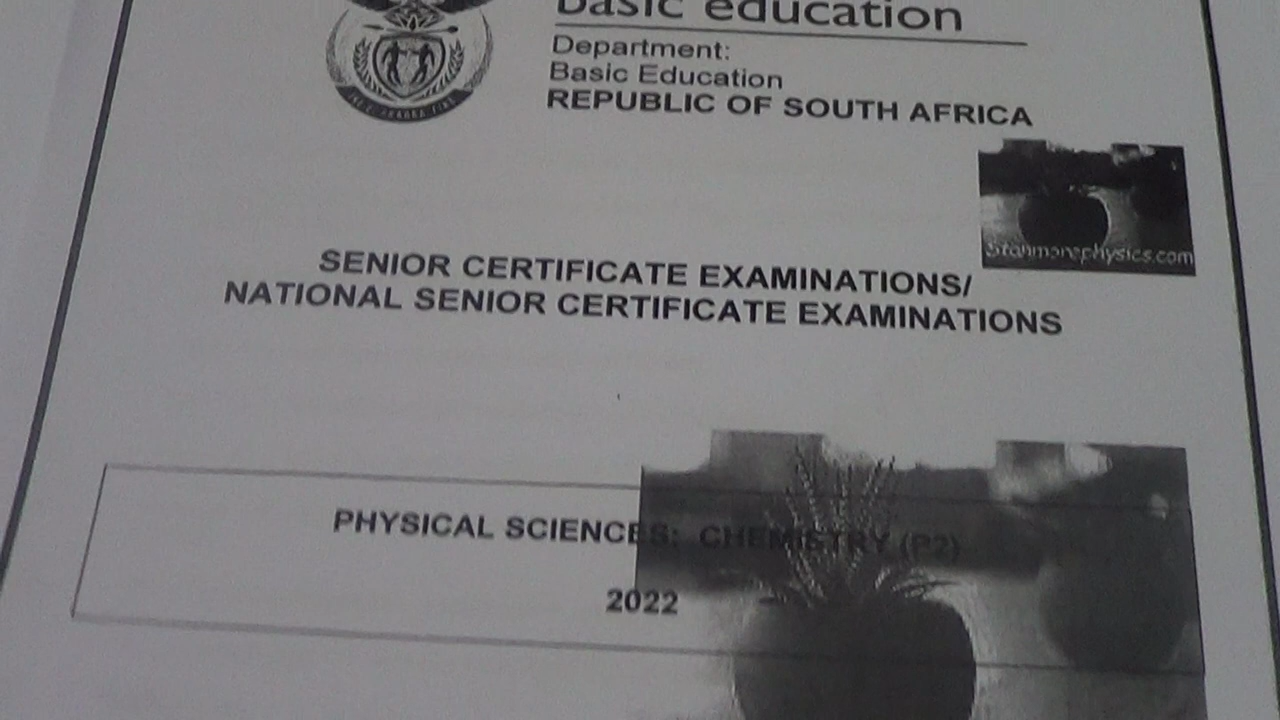 basic education
Department:
Basic Education
REPUBLIC OF SOUTH AFRICA
Stanmorephysics.com
SENIOR CERTIFICATE EXAMINATIONS/
NATIONAL SENIOR CERTIFICATE EXAMINATIONS
PHYSICAL SCIENCES: CHEMISTRY (P2)
2022